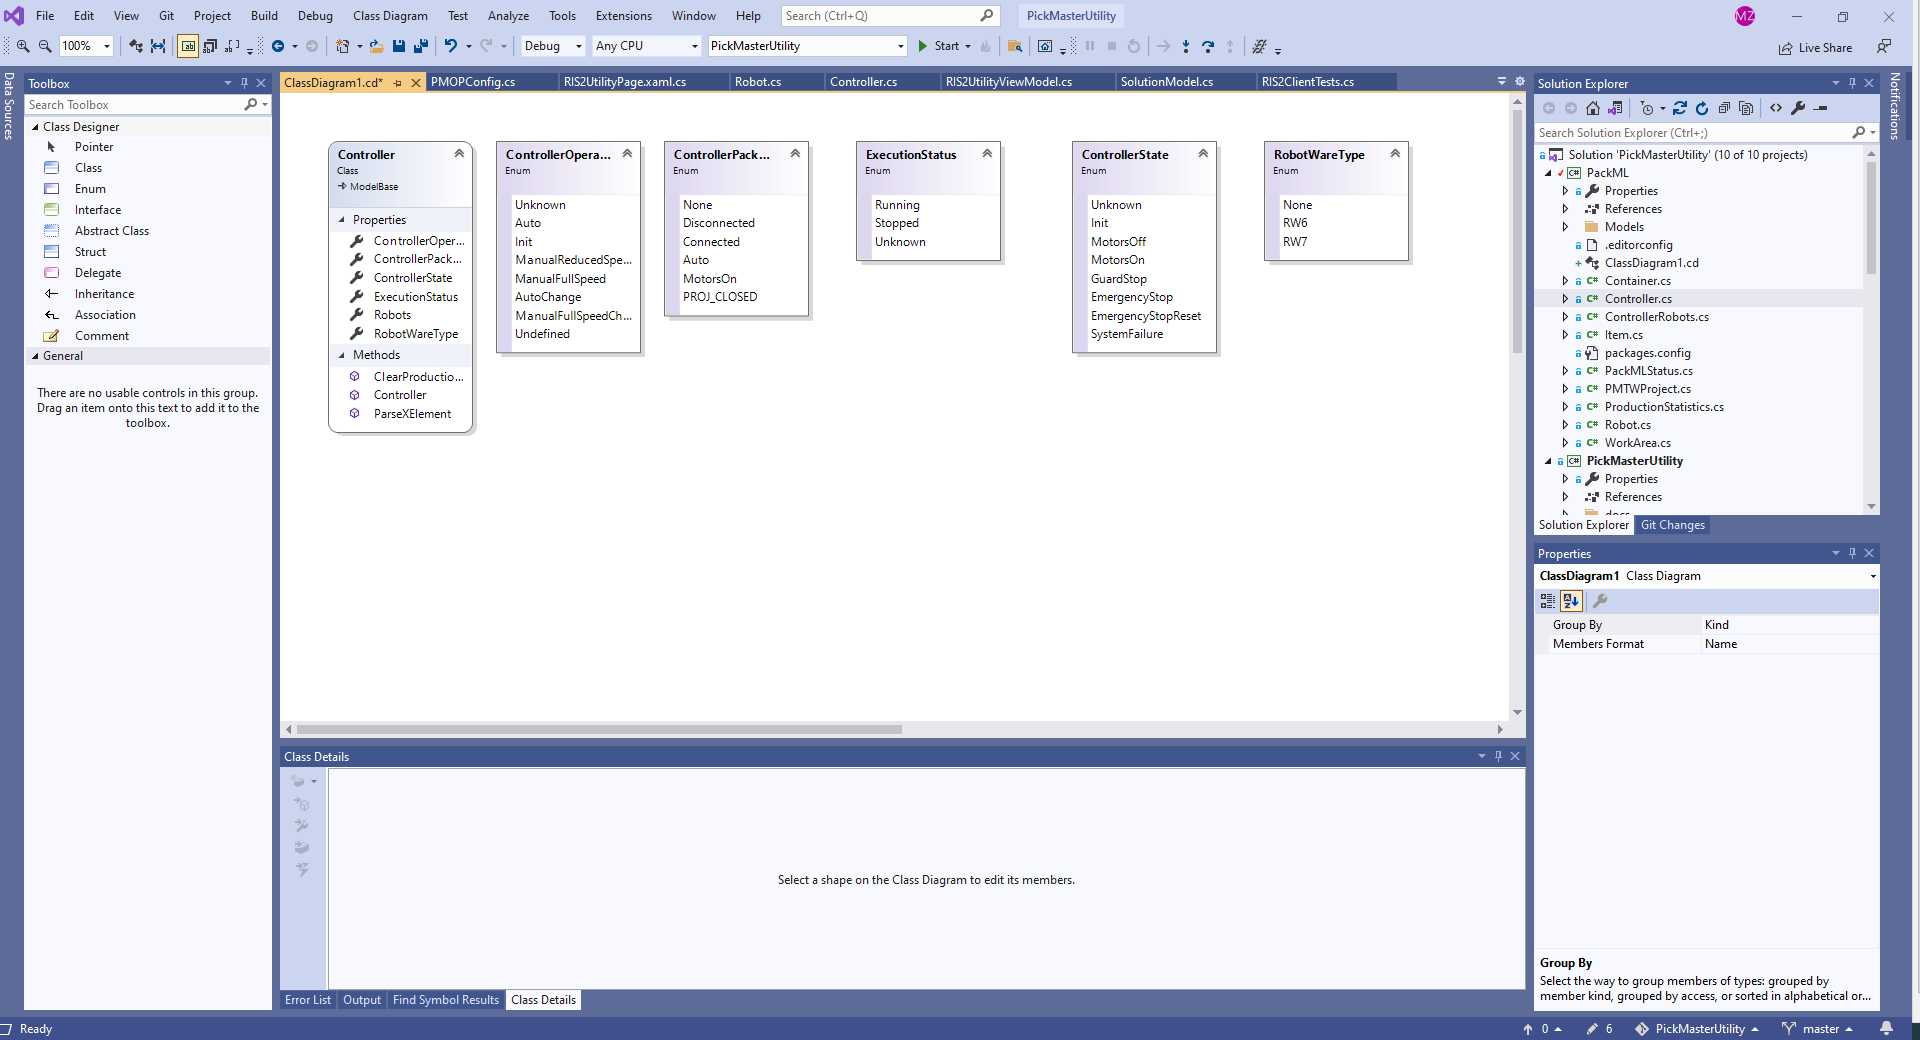 File Edit View Git Project Build Debug Class Diagram Test Analyze Tools Extensions Window Help Search (Ctrl+Q) PickMasterUtility MZ
100% Debug Any CPU PickMasterUtility Start Live Share
Data Sources
Toolbox
Search Toolbox
Class Designer
Pointer
Class
Enum
Interface
Abstract Class
Struct
Delegate
Inheritance
Association
Comment
General
There are no usable controls in this group.
Drag an item onto this text to add it to the
toolbox.
ClassDiagram1.cd* PMOPConfig.cs RIS2UtilityPage.xaml.cs Robot.cs Controller.cs RIS2UtilityViewModel.cs SolutionModel.cs RIS2ClientTests.cs
Controller
Class
ModelBase
Properties
ControllerOper...
ControllerPack...
ControllerState
ExecutionStatus
Robots
RobotWareType
Methods
ClearProductio...
Controller
ParseXElement
ControllerOpera...
Enum
Unknown
Auto
Init
ManualReducedSpe...
ManualFullSpeed
AutoChange
ManualFullSpeedCh...
Undefined
ControllerPack...
Enum
None
Disconnected
Connected
Auto
MotorsOn
PROJ_CLOSED
ExecutionStatus
Enum
Running
Stopped
Unknown
ControllerState
Enum
Unknown
Init
MotorsOff
MotorsOn
GuardStop
EmergencyStop
EmergencyStopReset
SystemFailure
RobotWareType
Enum
None
RW6
RW7
Class Details
Select a shape on the Class Diagram to edit its members.
Error List Output Find Symbol Results Class Details
Solution Explorer
Search Solution Explorer (Ctrl+;)
Solution 'PickMasterUtility' (10 of 10 projects)
C# PackML
Properties
References
Models
.editorconfig
ClassDiagram1.cd
C# Container.cs
C# Controller.cs
C# ControllerRobots.cs
C# Item.cs
packages.config
C# PackMLStatus.cs
C# PMTWProject.cs
C# ProductionStatistics.cs
C# Robot.cs
C# WorkArea.cs
C# PickMasterUtility
Properties
References
docs
Solution Explorer Git Changes
Notifications
Properties
ClassDiagram1 Class Diagram
Group By Kind
Members Format Name
Group By
Select the way to group members of types: grouped by
member kind, grouped by access, or sorted in alphabetical or...
Ready 0 6 PickMasterUtility master